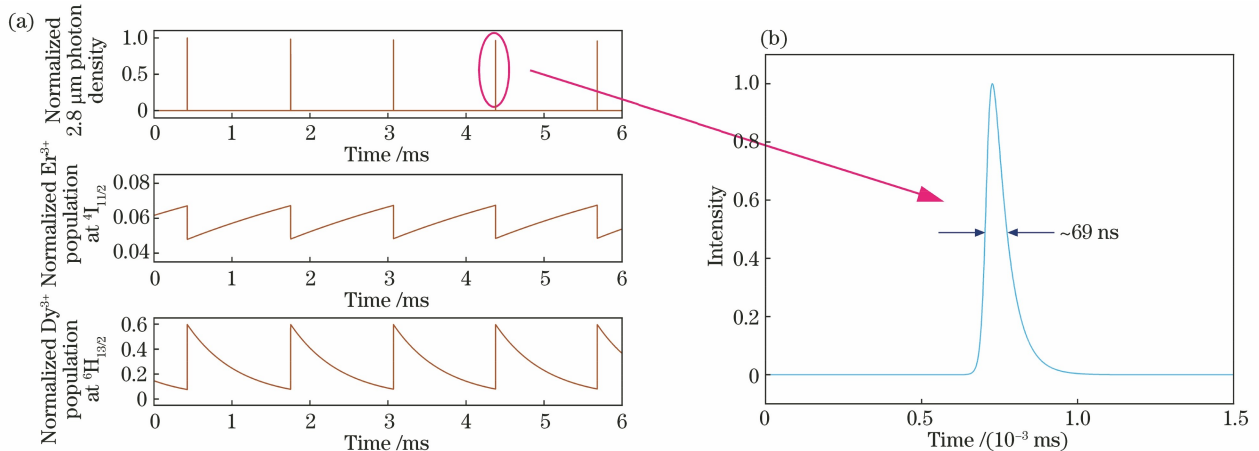 (a)
Normalized
2.8 μm photon
density
1.0
0.5
0
0 1 2 3 4 5 6
Time /ms
Normalized Er³⁺
population
at ⁴I₁₁/₂
0.08
0.06
0.04
0 1 2 3 4 5 6
Time /ms
Normalized Dy³⁺
population
at ⁶H₁₃/₂
0.6
0.4
0.2
0
0 1 2 3 4 5 6
Time /ms
(b)
Intensity
1.0
0.8
0.6
0.4
0.2
0
~69 ns
0 0.5 1.0 1.5
Time /(10⁻³ ms)